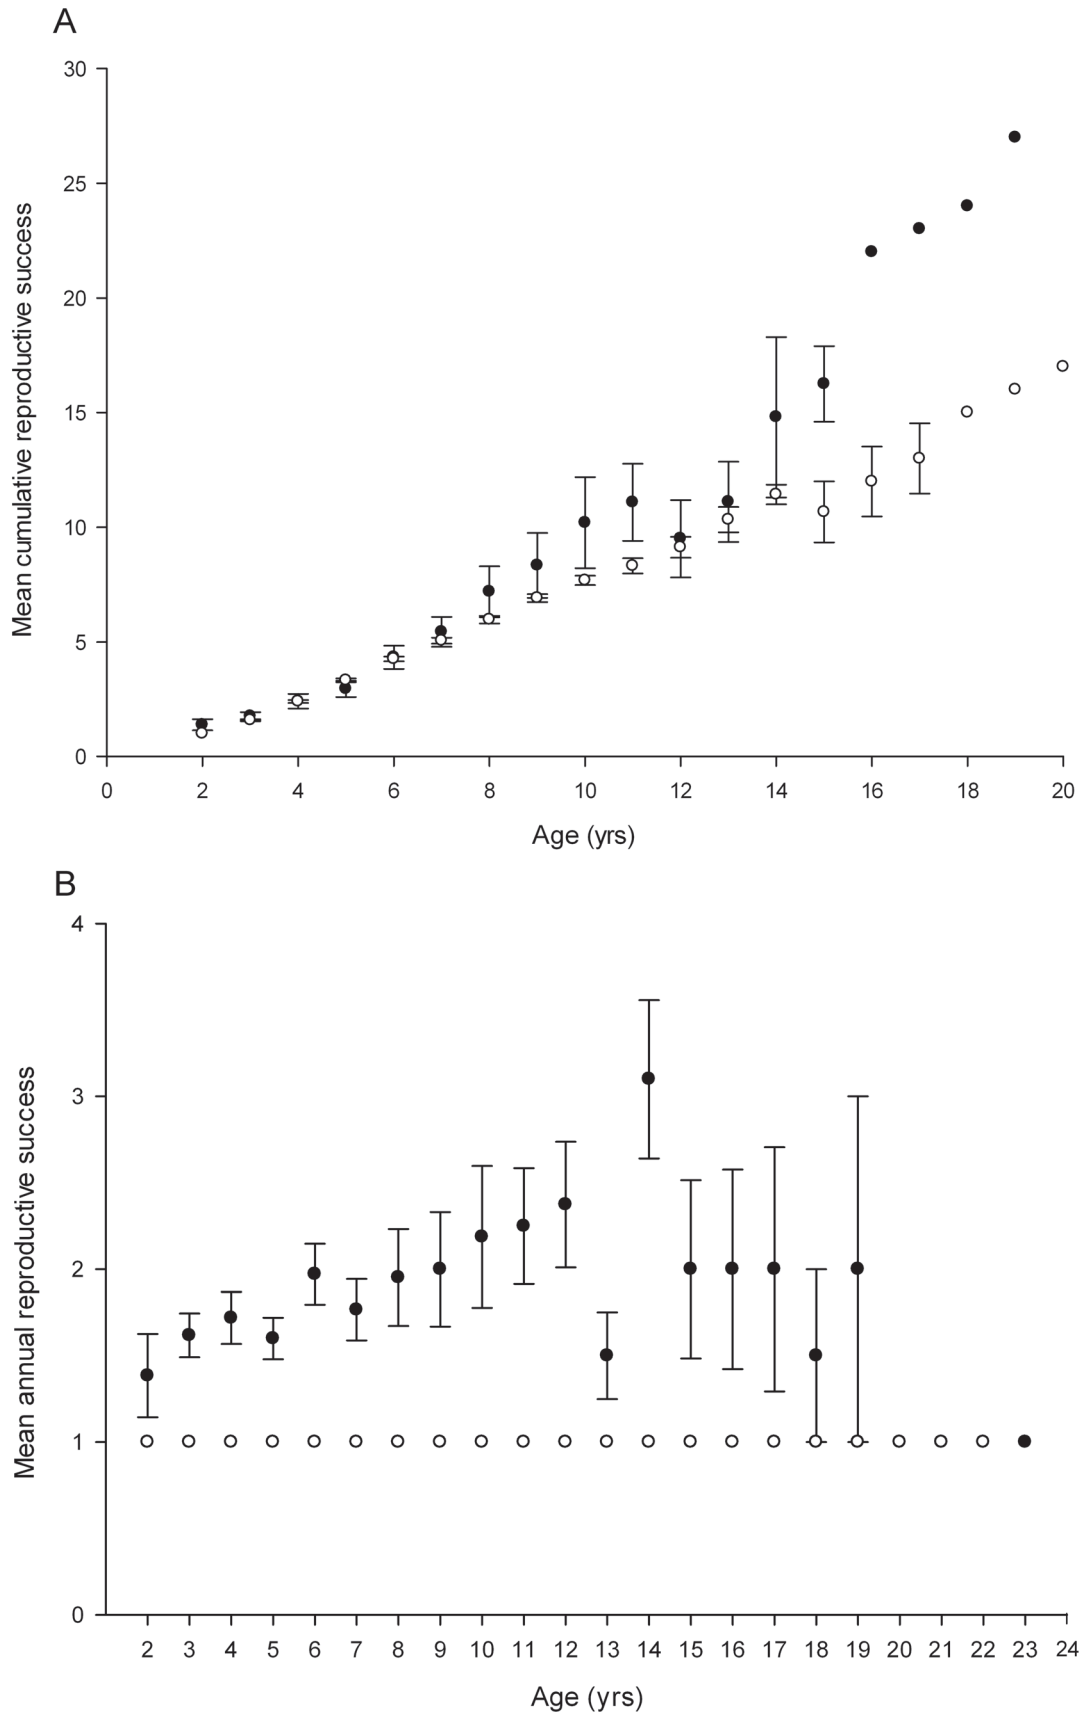 A
30
25
20
15
10
5
0
Mean cumulative reproductive success
0 2 4 6 8 10 12 14 16 18 20
Age (yrs)
B
4
3
2
1
0
Mean annual reproductive success
2 3 4 5 6 7 8 9 10 11 12 13 14 15 16 17 18 19 20 21 22 23 24
Age (yrs)